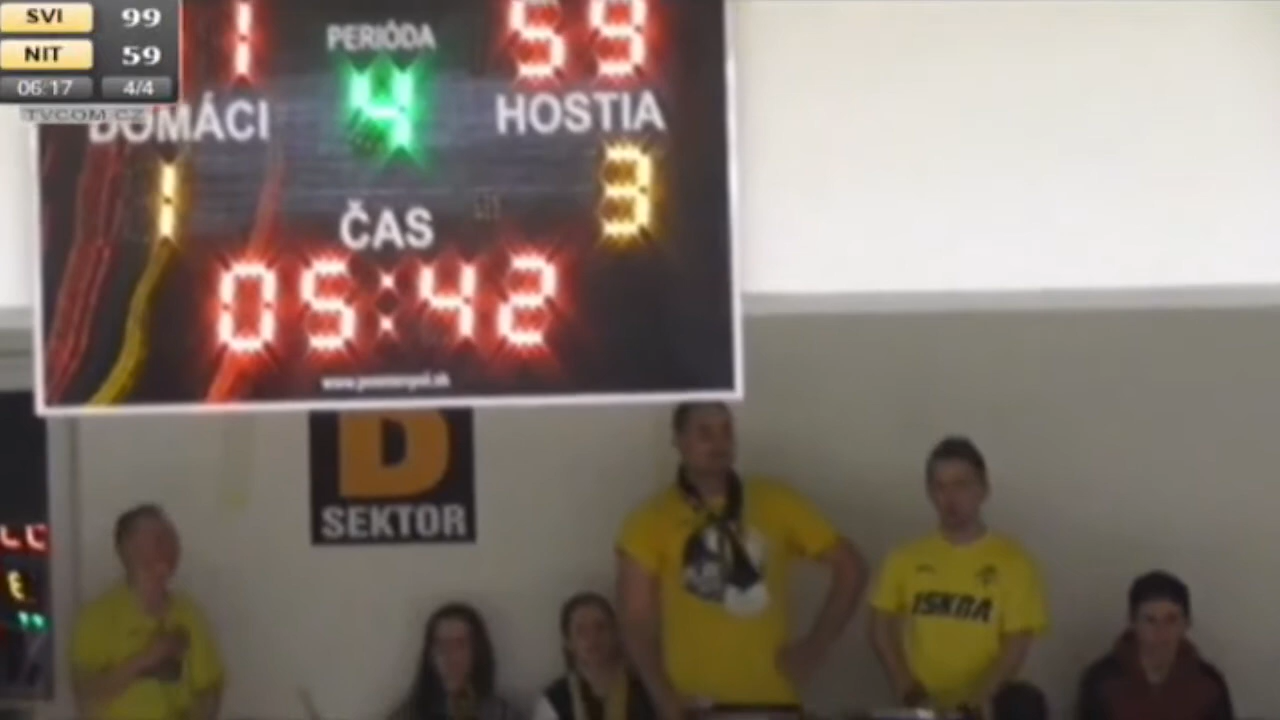 SVI 99
NIT 59
06:17 4/4
TVCOM.CZ
1 PERIÓDA 59
4
DOMÁCI HOSTIA
1 3
ČAS
05:42
D
SEKTOR
ISKRA